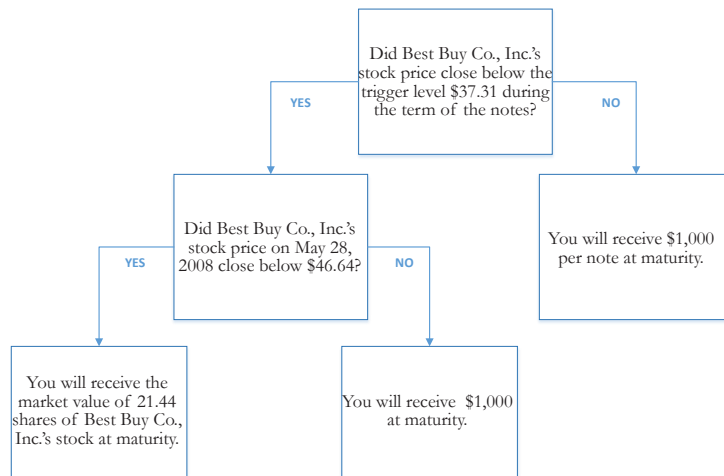 Did Best Buy Co., Inc.'s
stock price close below the
trigger level $37.31 during
the term of the notes?
YES
NO
Did Best Buy Co., Inc.'s
stock price on May 28,
2008 close below $46.64?
You will receive $1,000
per note at maturity.
YES
NO
You will receive the
market value of 21.44
shares of Best Buy Co.,
Inc.'s stock at maturity.
You will receive $1,000
at maturity.